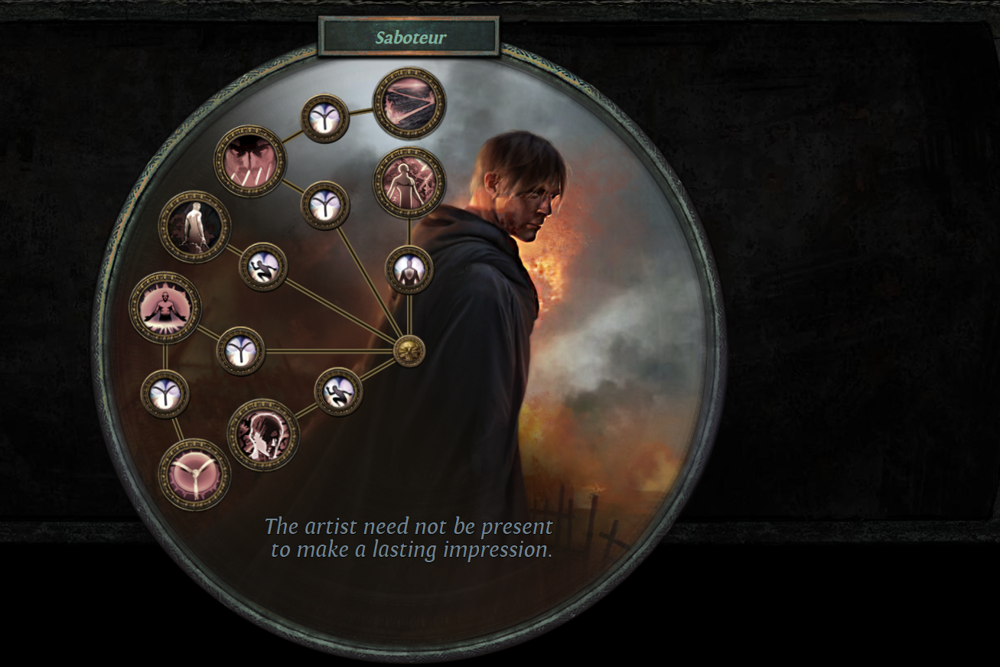 Saboteur
The artist need not be present
to make a lasting impression.